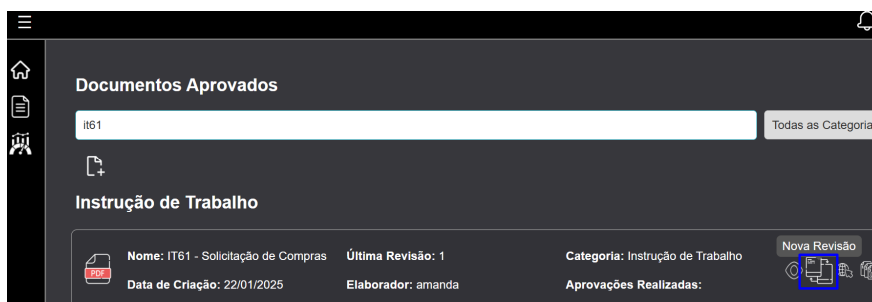 Documentos Aprovados
it61
Todas as Categoria
Instrução de Trabalho
Nova Revisão
Nome: IT61 - Solicitação de Compras Última Revisão: 1 Categoria: Instrução de Trabalho
PDF
Data de Criação: 22/01/2025 Elaborador: amanda Aprovações Realizadas: